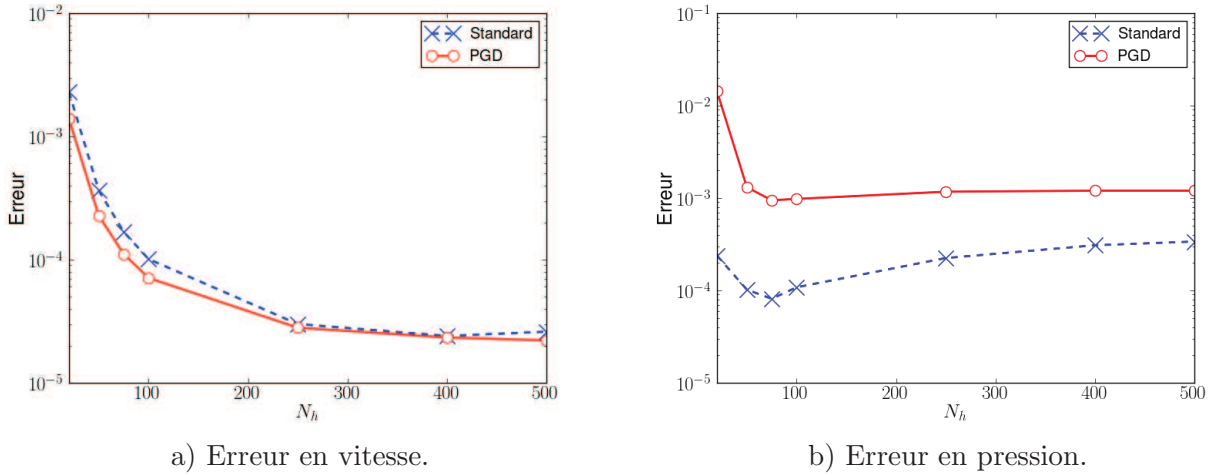 10⁻²
10⁻³
10⁻⁴
10⁻⁵
Erreur
100
200
300
400
500
N_h
Standard
PGD
a) Erreur en vitesse.
10⁻¹
10⁻²
10⁻³
10⁻⁴
10⁻⁵
Erreur
100
200
300
400
500
N_h
Standard
PGD
b) Erreur en pression.